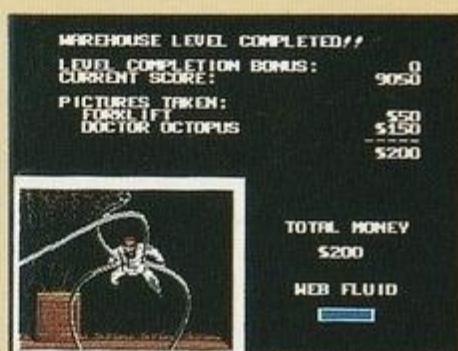 WAREHOUSE LEVEL COMPLETED!!
LEVEL COMPLETION BONUS: 0
CURRENT SCORE: 9050
PICTURES TAKEN:
FORKLIFT $50
DOCTOR OCTOPUS $150
-----
$200
TOTAL MONEY
$200
WEB FLUID